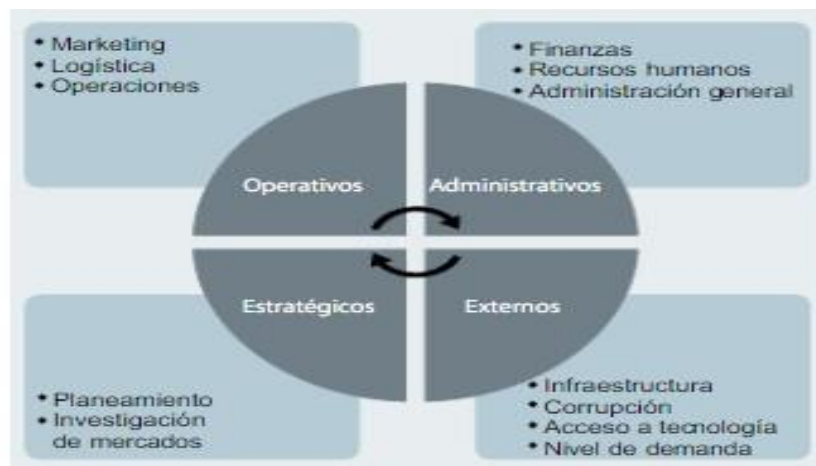 • Marketing
• Logística
• Operaciones
• Finanzas
• Recursos humanos
• Administración general
Operativos
Administrativos
Estratégicos
Externos
• Planeamiento
• Investigación
de mercados
• Infraestructura
• Corrupción
• Acceso a tecnología
• Nivel de demanda